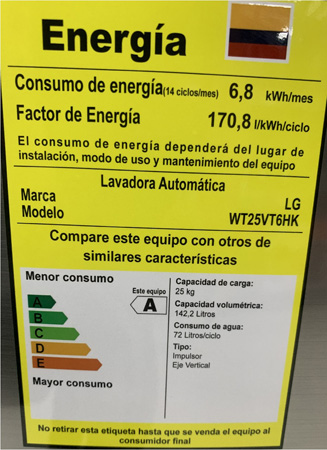 Energía
Consumo de energía(14 ciclos/mes) 6,8 kWh/mes
Factor de Energía 170,8 l/kWh/ciclo
El consumo de energía dependerá del lugar de
instalación, modo de uso y mantenimiento del equipo
Lavadora Automática
Marca LG
Modelo WT25VT6HK
Compare este equipo con otros de
similares características
Menor consumo
Este equipo
A
A
B
C
D
E
Mayor consumo
Capacidad de carga:
25 kg
Capacidad volumétrica:
142,2 Litros
Consumo de agua:
72 Litros/ciclo
Tipo:
Impulsor
Eje Vertical
No retirar esta etiqueta hasta que se venda el equipo al
consumidor final